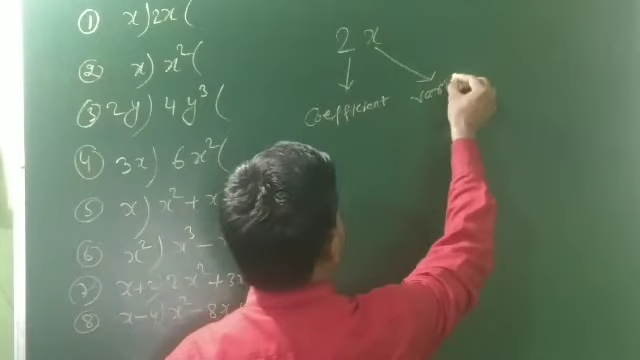 ① x)2x(
② x) x²(
③ 2y) 4y³(
④ 3x) 6x²(
⑤ x) x² + x
⑥ x²) x³ -
⑦ x+2) 2x² + 3x
⑧ x-4) x² - 8x +
2x
coefficient var